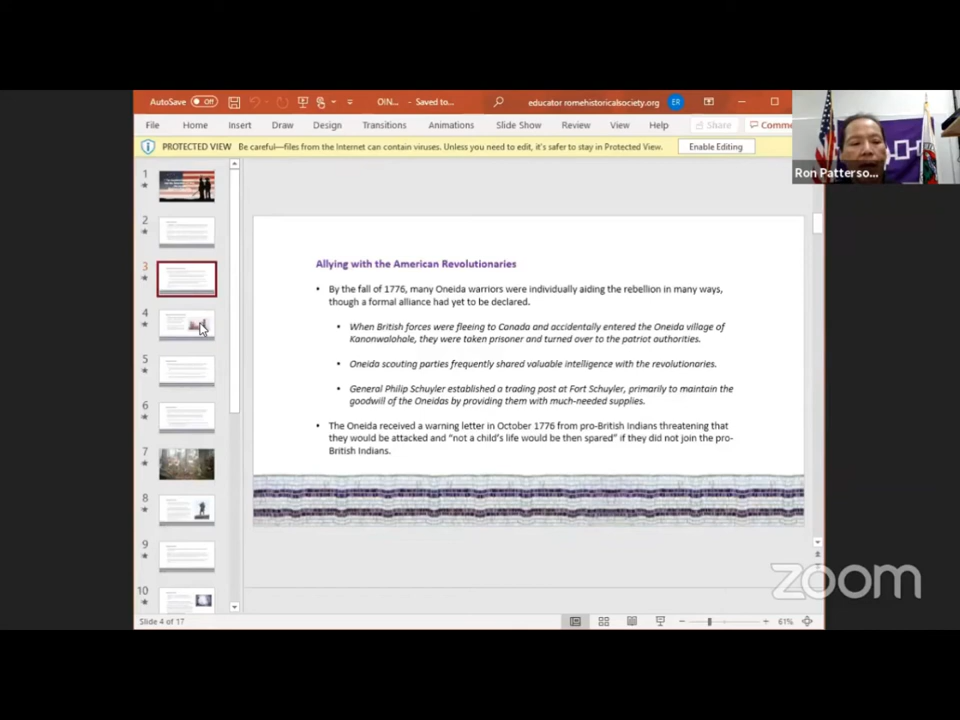 AutoSave Off OIN... - Saved to... educator romehistoricalsociety.org ER
File Home Insert Draw Design Transitions Animations Slide Show Review View Help Share Comme
PROTECTED VIEW Be careful—files from the Internet can contain viruses. Unless you need to edit, it's safer to stay in Protected View. Enable Editing
Ron Patterso...
1
2
3
4
5
6
7
8
9
10
Allying with the American Revolutionaries
• By the fall of 1776, many Oneida warriors were individually aiding the rebellion in many ways,
though a formal alliance had yet to be declared.
• When British forces were fleeing to Canada and accidentally entered the Oneida village of
Kanonwalohale, they were taken prisoner and turned over to the patriot authorities.
• Oneida scouting parties frequently shared valuable intelligence with the revolutionaries.
• General Philip Schuyler established a trading post at Fort Schuyler, primarily to maintain the
goodwill of the Oneidas by providing them with much-needed supplies.
• The Oneida received a warning letter in October 1776 from pro-British Indians threatening that
they would be attacked and “not a child's life would be then spared” if they did not join the pro-
British Indians.
zoom
Slide 4 of 17 61%